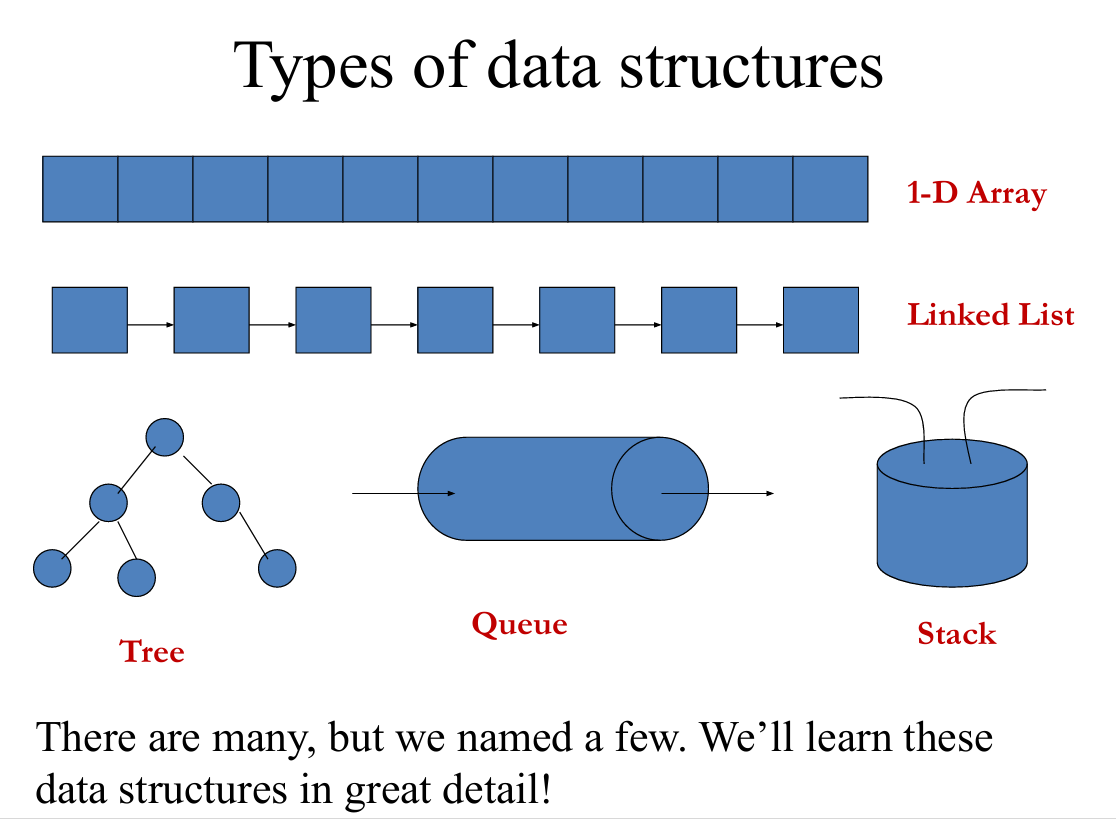 Types of data structures
1-D Array
Linked List
Tree
Queue
Stack
There are many, but we named a few. We’ll learn these
data structures in great detail!